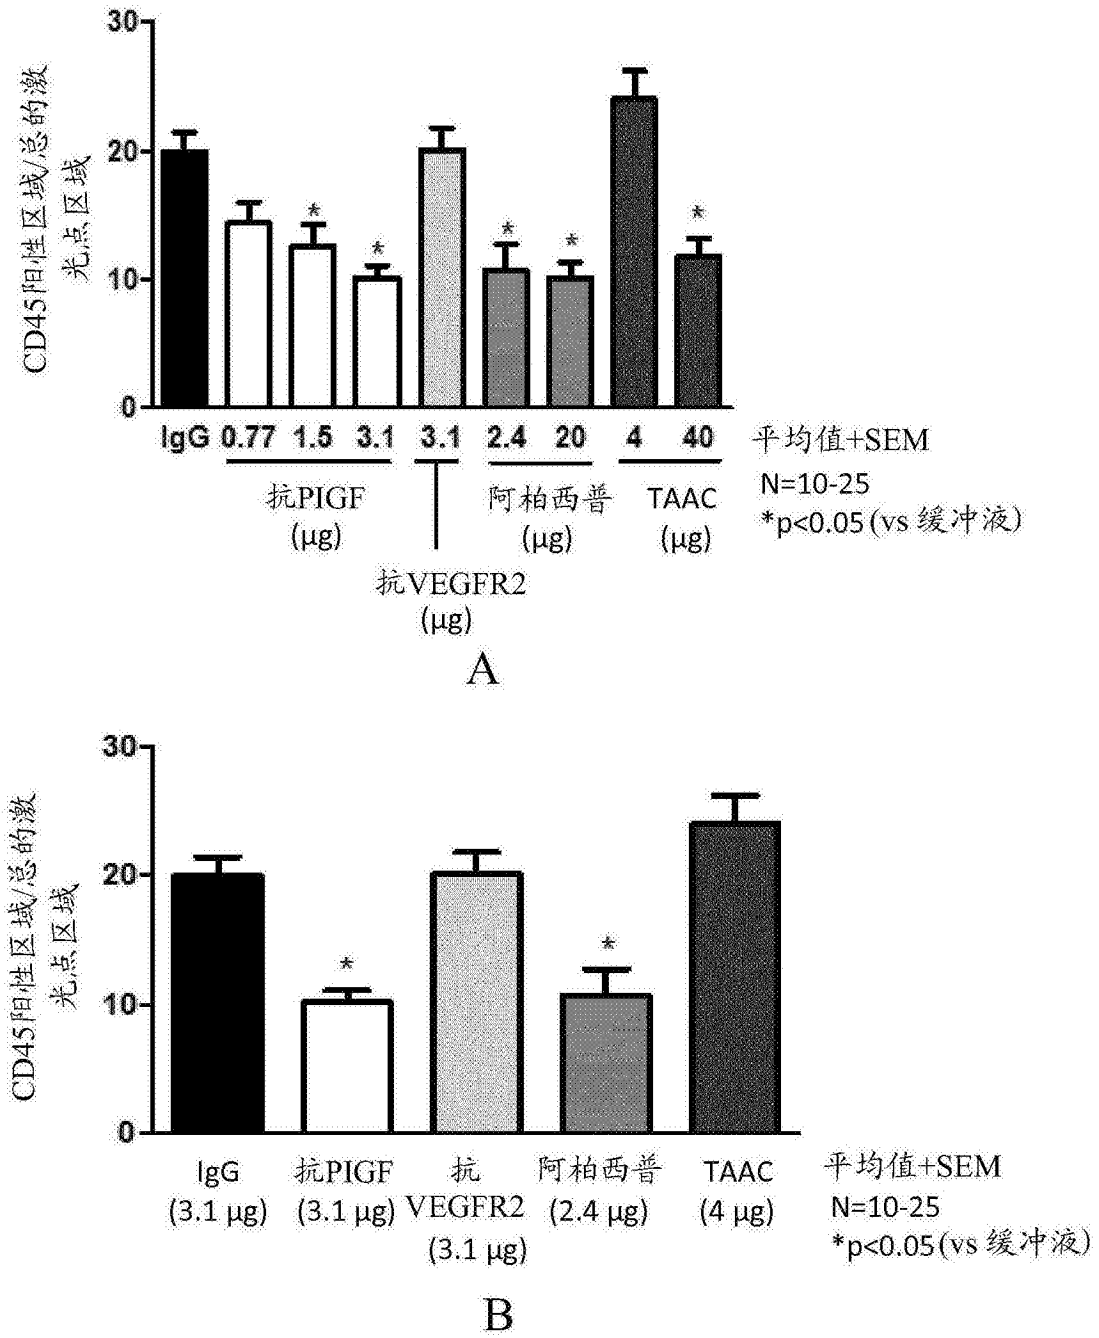 30
20
10
0
CD45阳性区域/总的激
光点区域
*
*
*
*
*
IgG 0.77 1.5 3.1 3.1 2.4 20 4 40
平均值+SEM
N=10-25
*p<0.05 (vs 缓冲液)
抗PIGF
(μg)
抗VEGFR2
(μg)
阿柏西普
(μg)
TAAC
(μg)
A
30
20
10
0
CD45阳性区域/总的激
光点区域
*
*
IgG
(3.1 μg)
抗PIGF
(3.1 μg)
抗
VEGFR2
(3.1 μg)
阿柏西普
(2.4 μg)
TAAC
(4 μg)
平均值+SEM
N=10-25
*p<0.05 (vs 缓冲液)
B